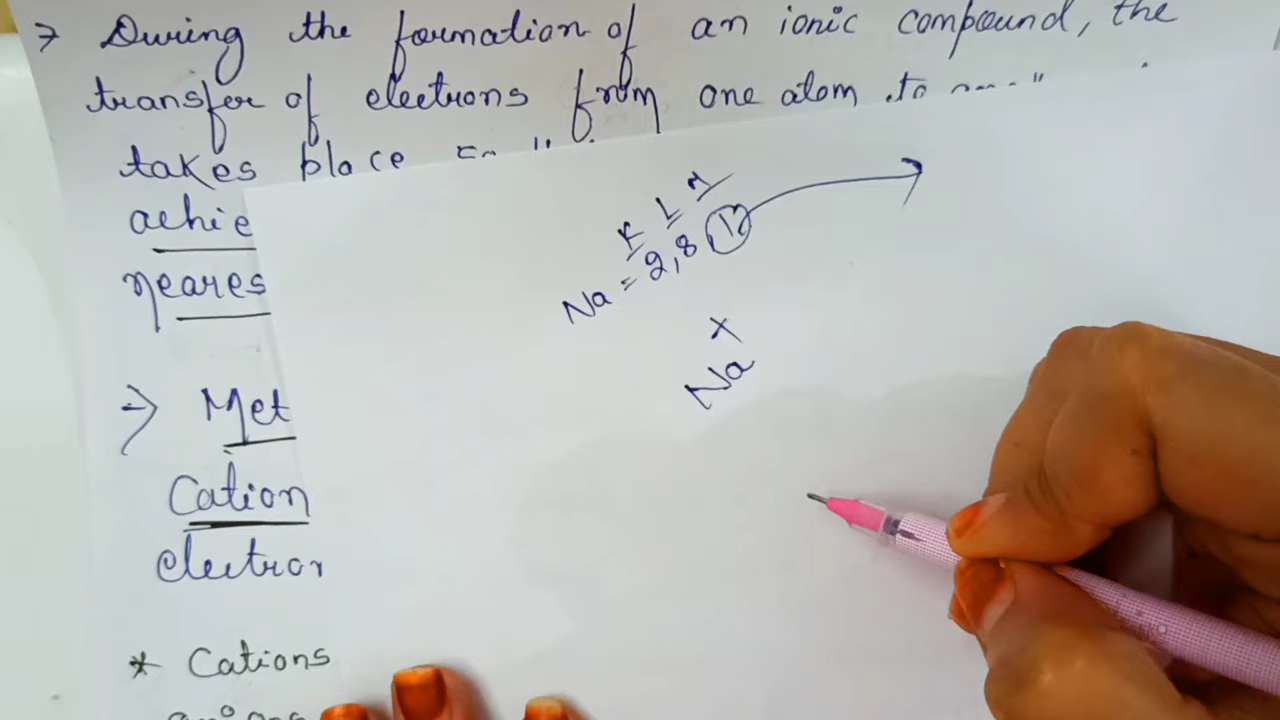 → During the formation of an ionic compound, the
transfer of electrons from one atom to
takes place
achie
neares
K L M
Na = 2,8 1
Na +
→ Met
Cation
electron
* Cations